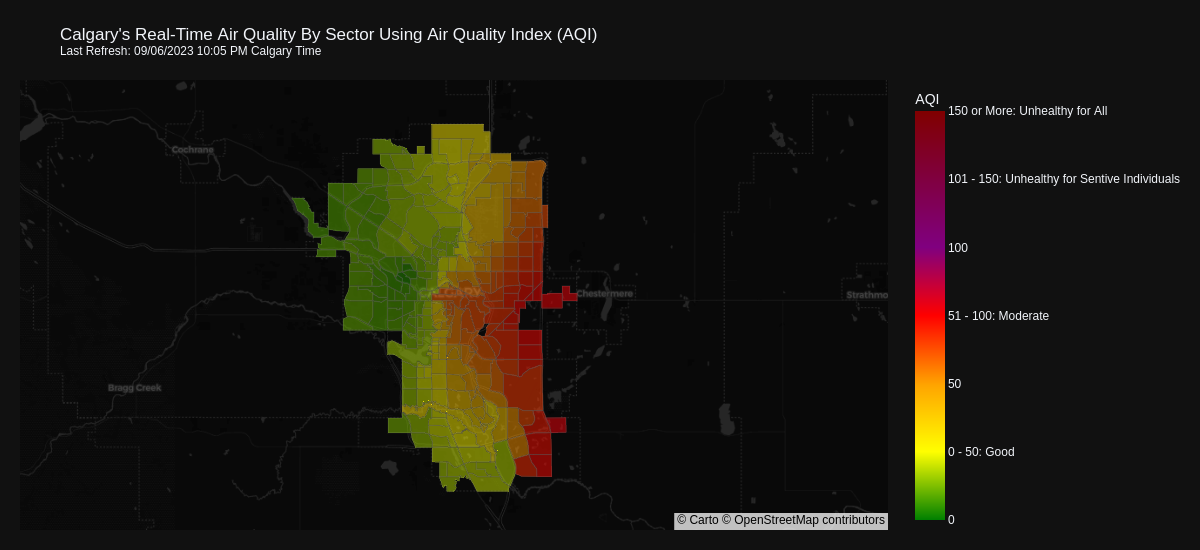 Calgary's Real-Time Air Quality By Sector Using Air Quality Index (AQI)
Last Refresh: 09/06/2023 10:05 PM Calgary Time
AQI
150 or More: Unhealthy for All
Cochrane
101 - 150: Unhealthy for Sentive Individuals
100
CALGARY
Chestermere
Strathmo
51 - 100: Moderate
Bragg Creek
50
0 - 50: Good
0
© Carto © OpenStreetMap contributors